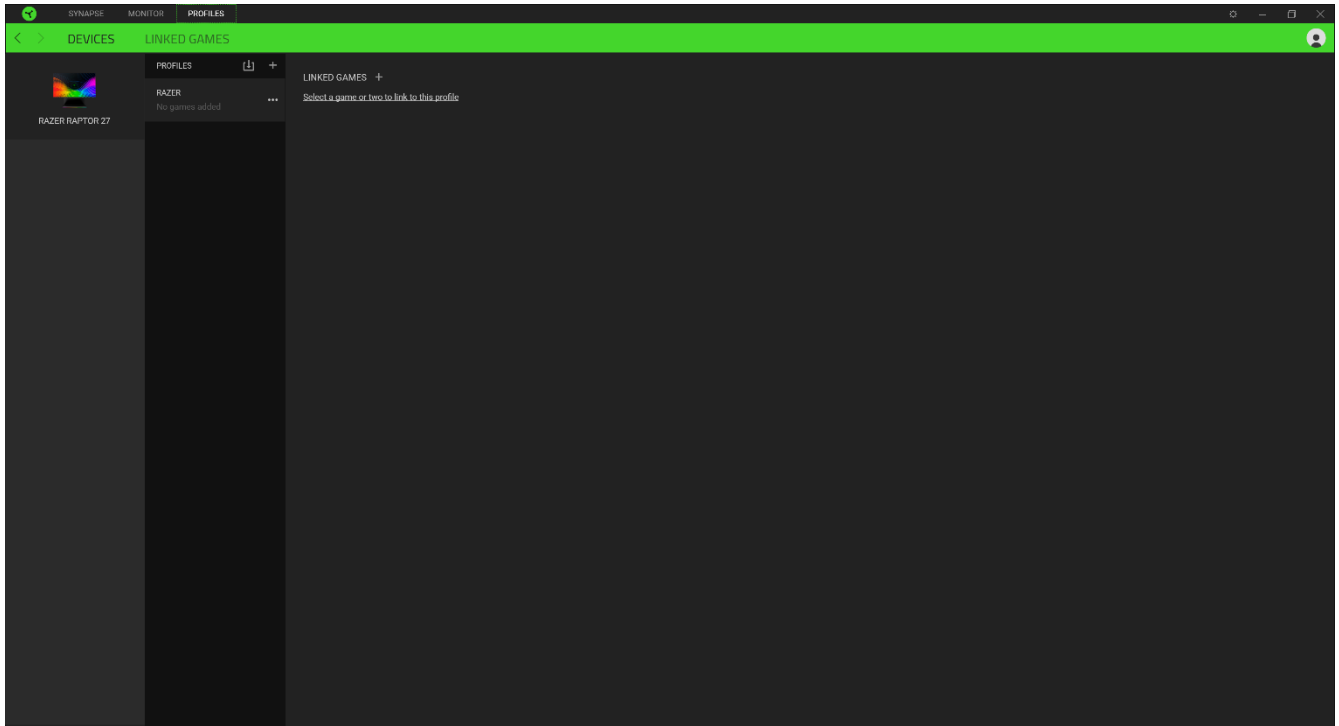 SYNAPSE MONITOR PROFILES
DEVICES LINKED GAMES
RAZER RAPTOR 27
PROFILES
RAZER
No games added
LINKED GAMES
Select a game or two to link to this profile